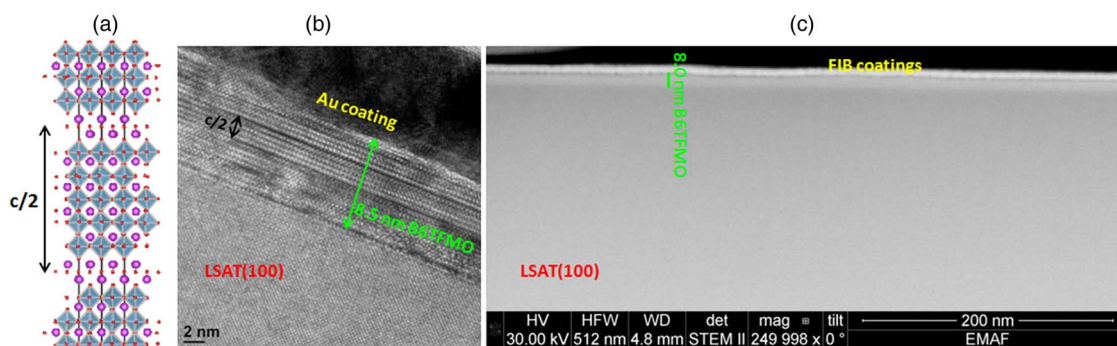 (a)
c/2
(b)
Au coating
c/2
8.5 nm B6TFMO
LSAT(100)
2 nm
(c)
FIB coatings
8.0 nm B6TFMO
LSAT(100)
HV HFW WD det mag ⊞ tilt 200 nm
30.00 kV 512 nm 4.8 mm STEM II 249 998 x 0 ° EMAF